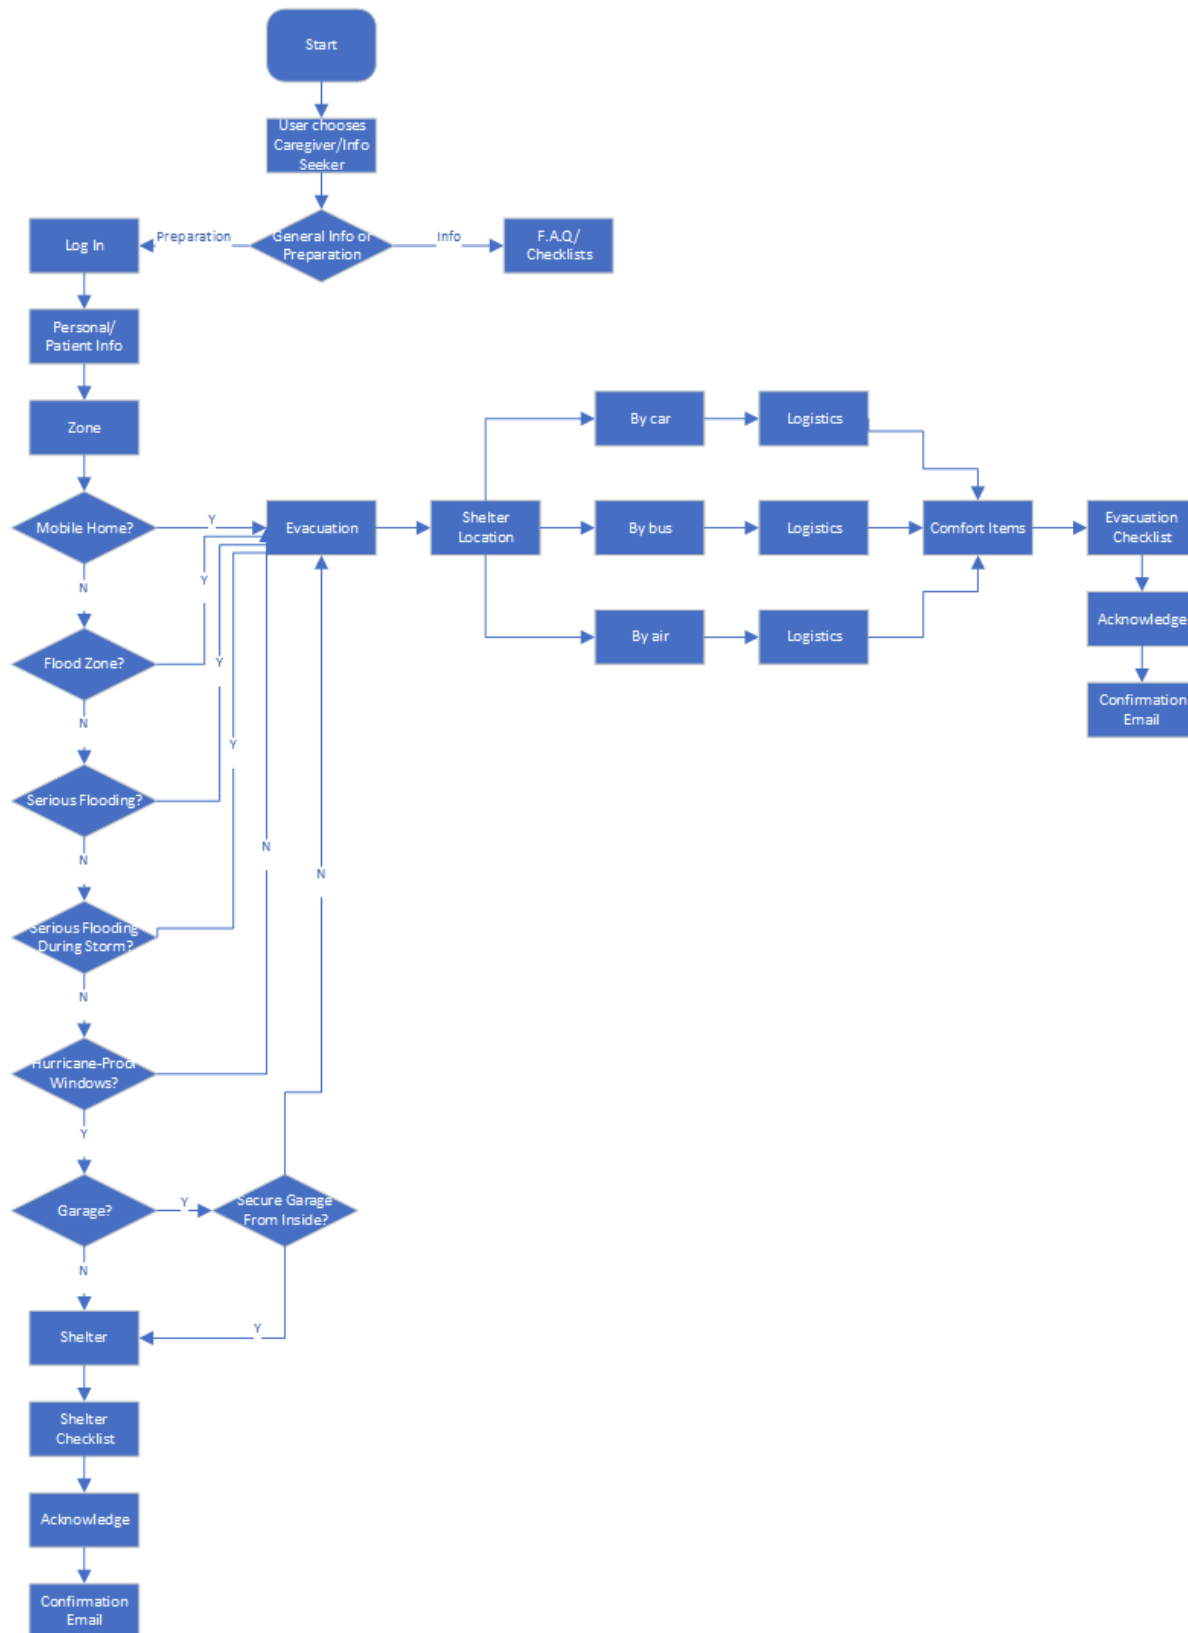 Start
User chooses
Caregiver/Info
Seeker
General Info or
Preparation
Preparation
Info
Log In
F.A.Q/
Checklists
Personal/
Patient Info
Zone
Mobile Home?
Y
N
Evacuation
Shelter
Location
By car
Logistics
By bus
Logistics
By air
Logistics
Comfort Items
Evacuation
Checklist
Acknowledge
Confirmation
Email
Flood Zone?
Y
N
Serious Flooding?
Y
N
Serious Flooding
During Storm?
Y
N
Hurricane-Proof
Windows?
N
Y
Garage?
Y
N
Secure Garage
From Inside?
N
Y
Shelter
Shelter
Checklist
Acknowledge
Confirmation
Email